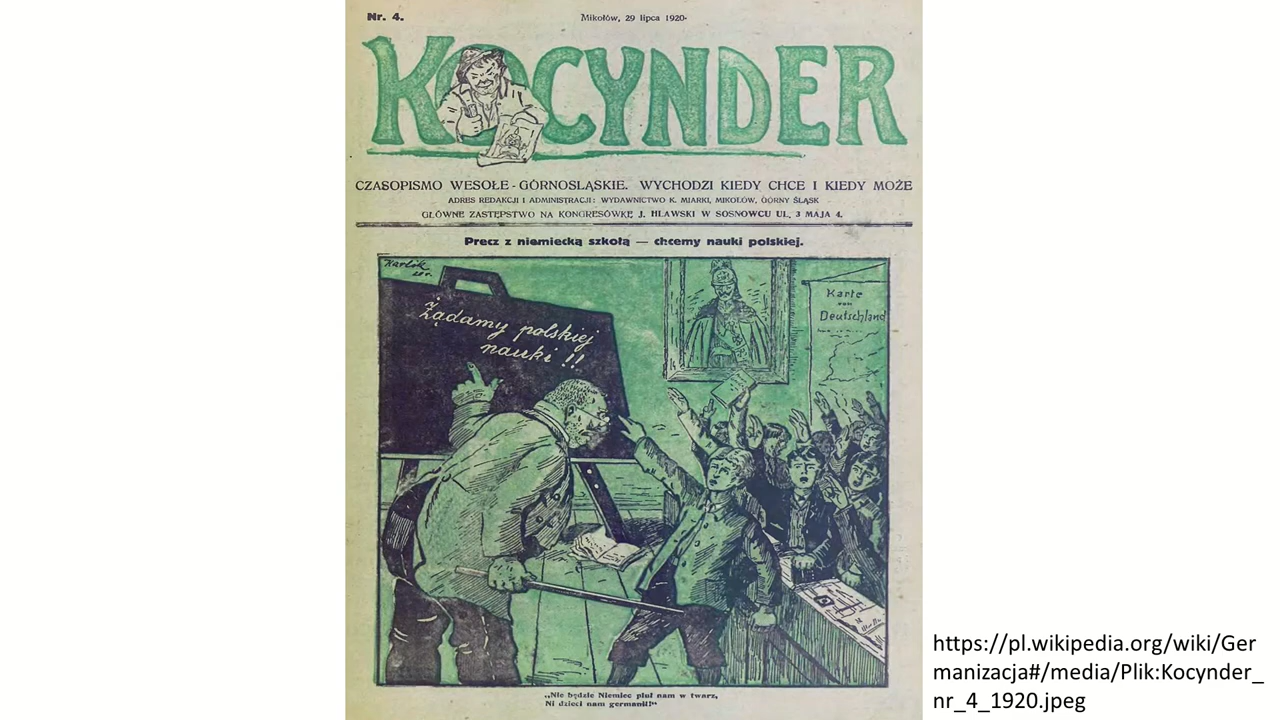 Nr. 4.
Mikołów, 29 lipca 1920.
KOCYNDER
CZASOPISMO WESOŁE - GÓRNOSLĄSKIE. WYCHODZI KIEDY CHCE I KIEDY MOŻE
ADRES REDAKCJI I ADMINISTRACJI: WYDAWNICTWO K. MIARKI, MIKOŁÓW, GÓRNY ŚLĄSK
GŁÓWNE ZASTĘPSTWO NA KONGRESÓWKĘ J. HLAWSKI W SOSNOWCU UL. 3 MAJA 4.
Precz z niemiecką szkołą — chcemy nauki polskiej.
Karlik
Żądamy polskiej
nauki !!
Karte
von
Deutschland
„Nie będzie Niemiec pluł nam w twarz,
Ni dzieci nam germanił!“
https://pl.wikipedia.org/wiki/Ger
manizacja#/media/Plik:Kocynder_
nr_4_1920.jpeg